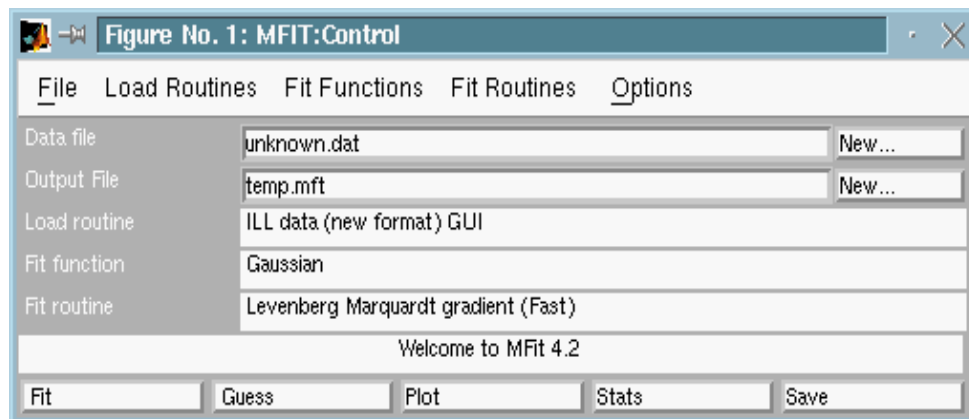 Figure No. 1: MFIT:Control
File Load Routines Fit Functions Fit Routines Options
Data file unknown.dat New...
Output File temp.mft New...
Load routine ILL data (new format) GUI
Fit function Gaussian
Fit routine Levenberg Marquardt gradient (Fast)
Welcome to MFit 4.2
Fit Guess Plot Stats Save